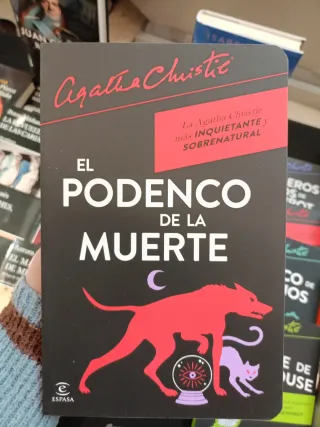 Agatha Christie
La Agatha Christie
más INQUIETANTE y
SOBRENATURAL
EL
PODENCO
DE LA
MUERTE
e
ESPASA